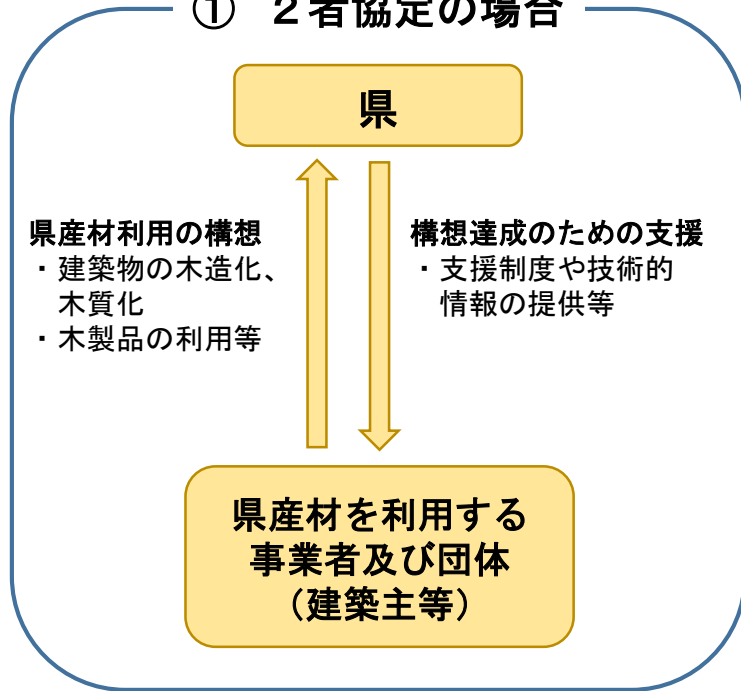 ① ２者協定の場合
県
県産材利用の構想
・建築物の木造化、
木質化
・木製品の利用等
構想達成のための支援
・支援制度や技術的
情報の提供等
県産材を利用する
事業者及び団体
（建築主等）